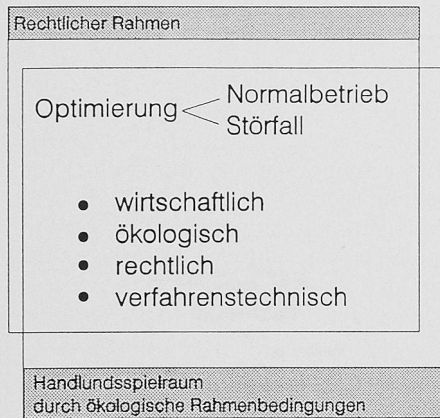 Rechtlicher Rahmen
Optimierung
Normalbetrieb
Störfall
• wirtschaftlich
• ökologisch
• rechtlich
• verfahrenstechnisch
Handlundsspielraum
durch ökologische Rahmenbedingungen